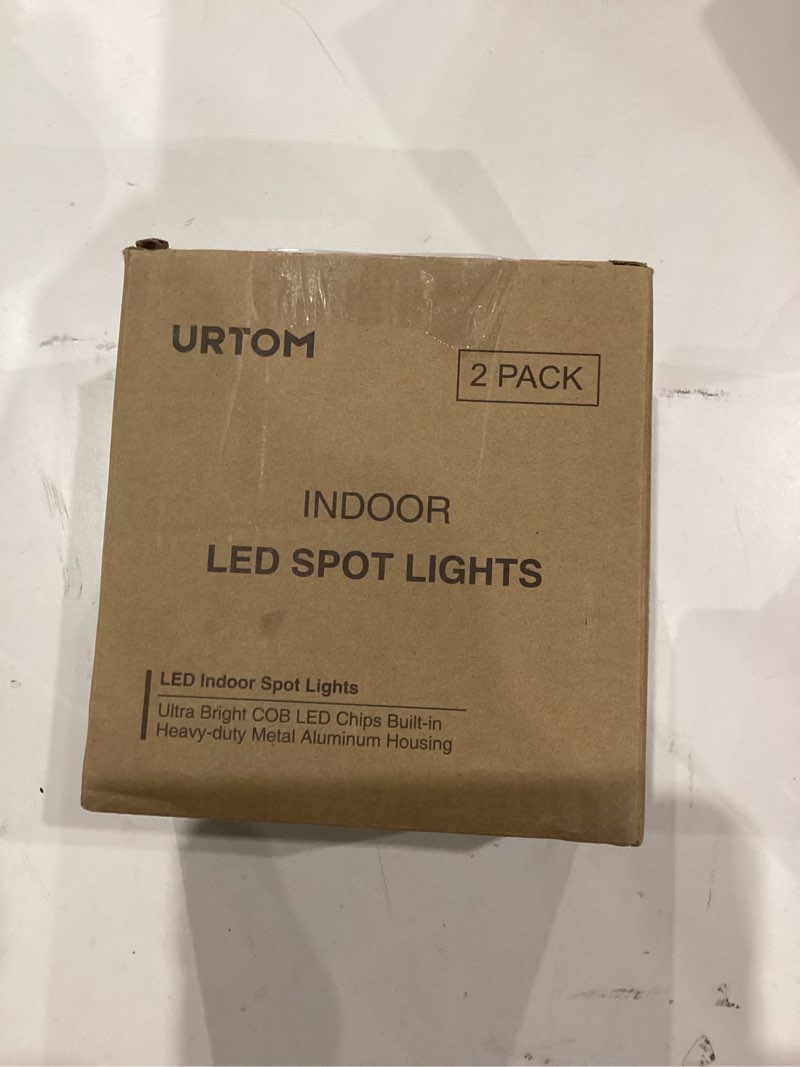 URTOM
2 PACK
INDOOR
LED SPOT LIGHTS
LED Indoor Spot Lights
Ultra Bright COB LED Chips Built-in
Heavy-duty Metal Aluminum Housing